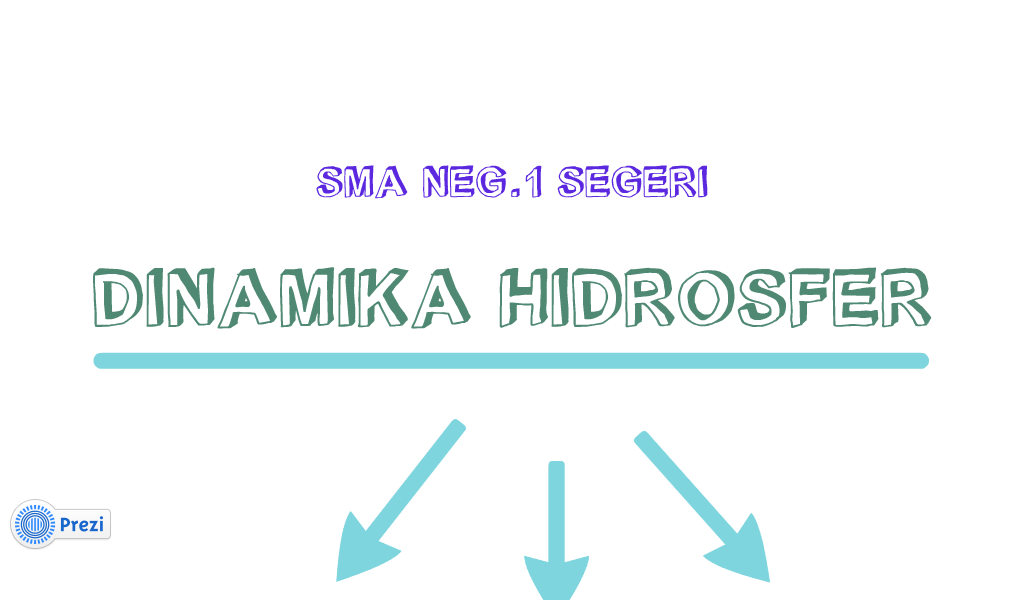 SMA NEG.1 SEGERI
DINAMIKA HIDROSFER
Prezi